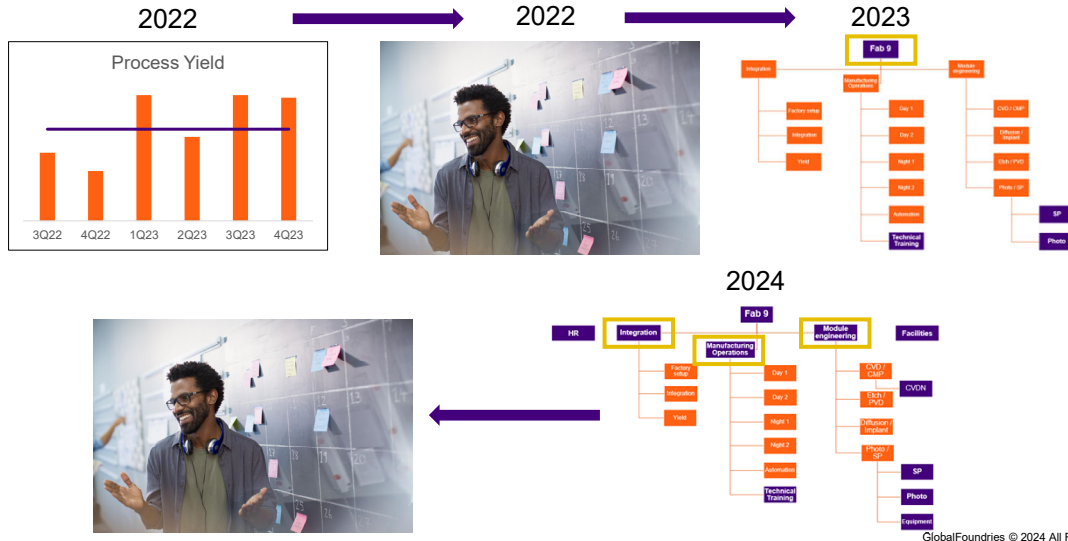 2022
2022
2023
Process Yield
3Q22 4Q22 1Q23 2Q23 3Q23 4Q23
Fab 9
Integration
Manufacturing
Operations
Module
engineering
Factory setup
Integration
Yield
Day 1
Day 2
Night 1
Night 2
Automation
Technical
Training
CVD / CMP
Diffusion /
Implant
Etch / PVD
Photo / SP
SP
Photo
2024
Fab 9
HR
Integration
Manufacturing
Operations
Module
engineering
Facilities
Factory
setup
Integration
Yield
Day 1
Day 2
Night 1
Night 2
Automation
Technical
Training
CVD /
CMP
CVDN
Etch /
PVD
Diffusion /
Implant
Photo /
SP
SP
Photo
Equipment
GlobalFoundries © 2024 All